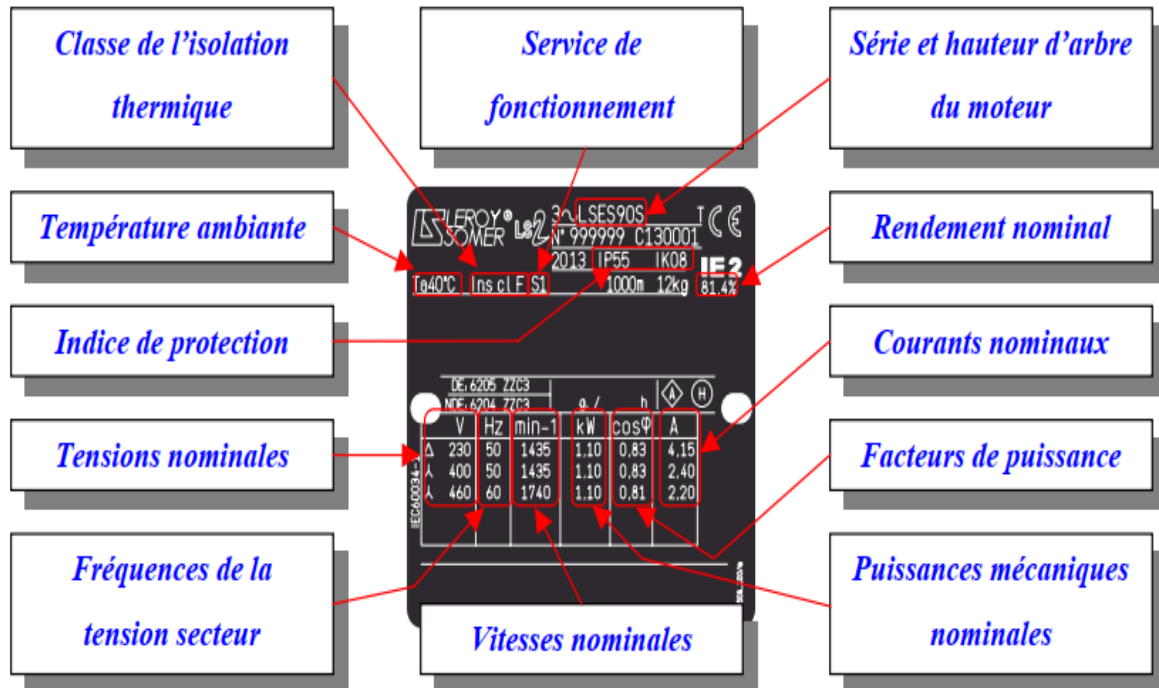 Classe de l’isolation
thermique
Service de
fonctionnement
Série et hauteur d’arbre
du moteur
Température ambiante
Rendement nominal
Indice de protection
Courants nominaux
Tensions nominales
Facteurs de puissance
Fréquences de la
tension secteur
Vitesses nominales
Puissances mécaniques
nominales
LEROY®
SOMER
LS2
3~LSES90S T CE
N° 999999 C130001
2013 IP55 IK08
IE2
Ta40°C Ins cl F S1 1000m 12kg 81.4%
DE: 6205 ZZC3
NDE: 6204 ZZC3 g / h A H
V Hz min-1 kW cosφ A
Δ 230 50 1435 1,10 0,83 4,15
⅄ 400 50 1435 1,10 0,83 2,40
⅄ 460 60 1740 1,10 0,81 2,20